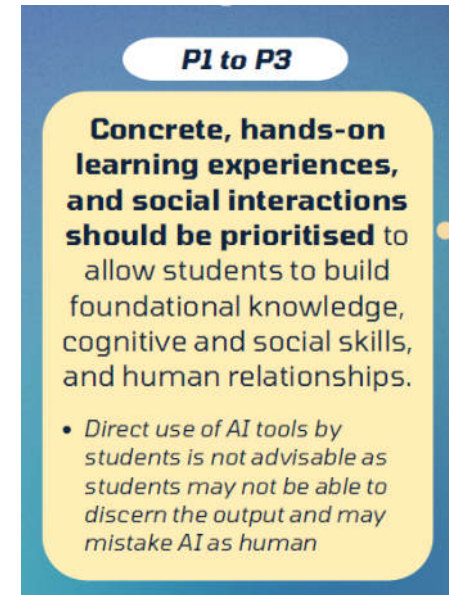 P1 to P3
Concrete, hands-on
learning experiences,
and social interactions
should be prioritised to
allow students to build
foundational knowledge,
cognitive and social skills,
and human relationships.
• Direct use of AI tools by
students is not advisable as
students may not be able to
discern the output and may
mistake AI as human